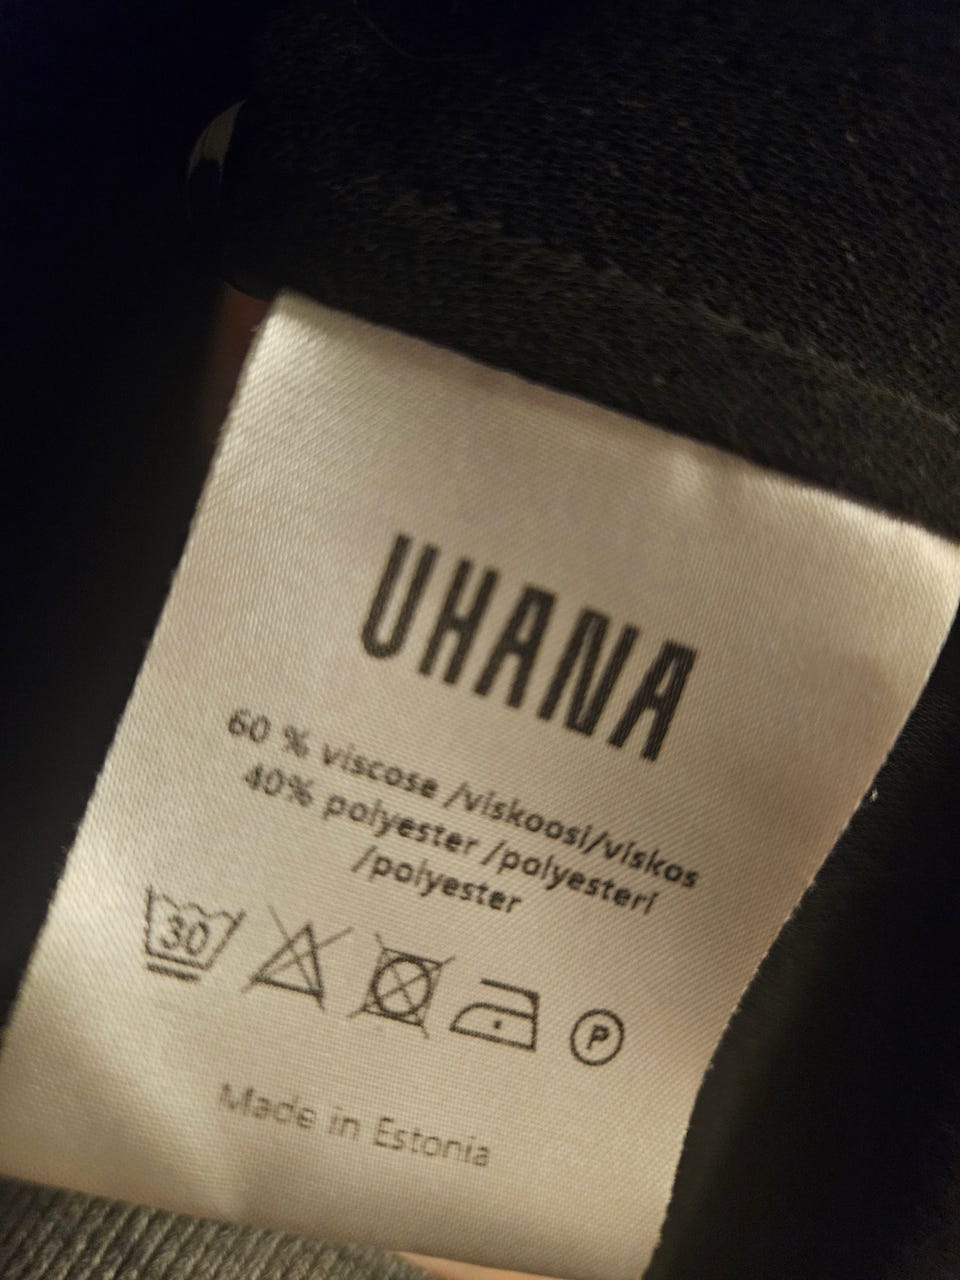 UHANA
60 % viscose /viskoosi/viskos
40% polyester /polyesteri
/polyester
30
P
Made in Estonia